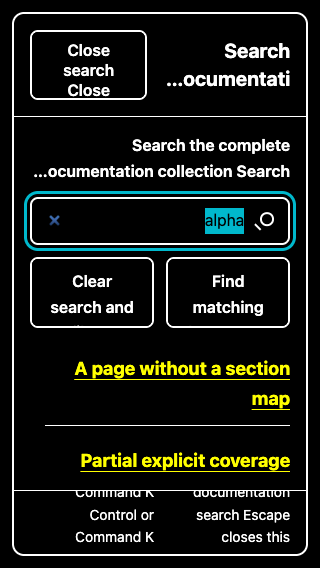 Search
...ocumentati
Close
search
Close
Search the complete
...ocumentation collection Search
alpha
Clear
search and
Find
matching
A page without a section
map
Partial explicit coverage
documentation
search Escape
closes this
Command K
Control or
Command K